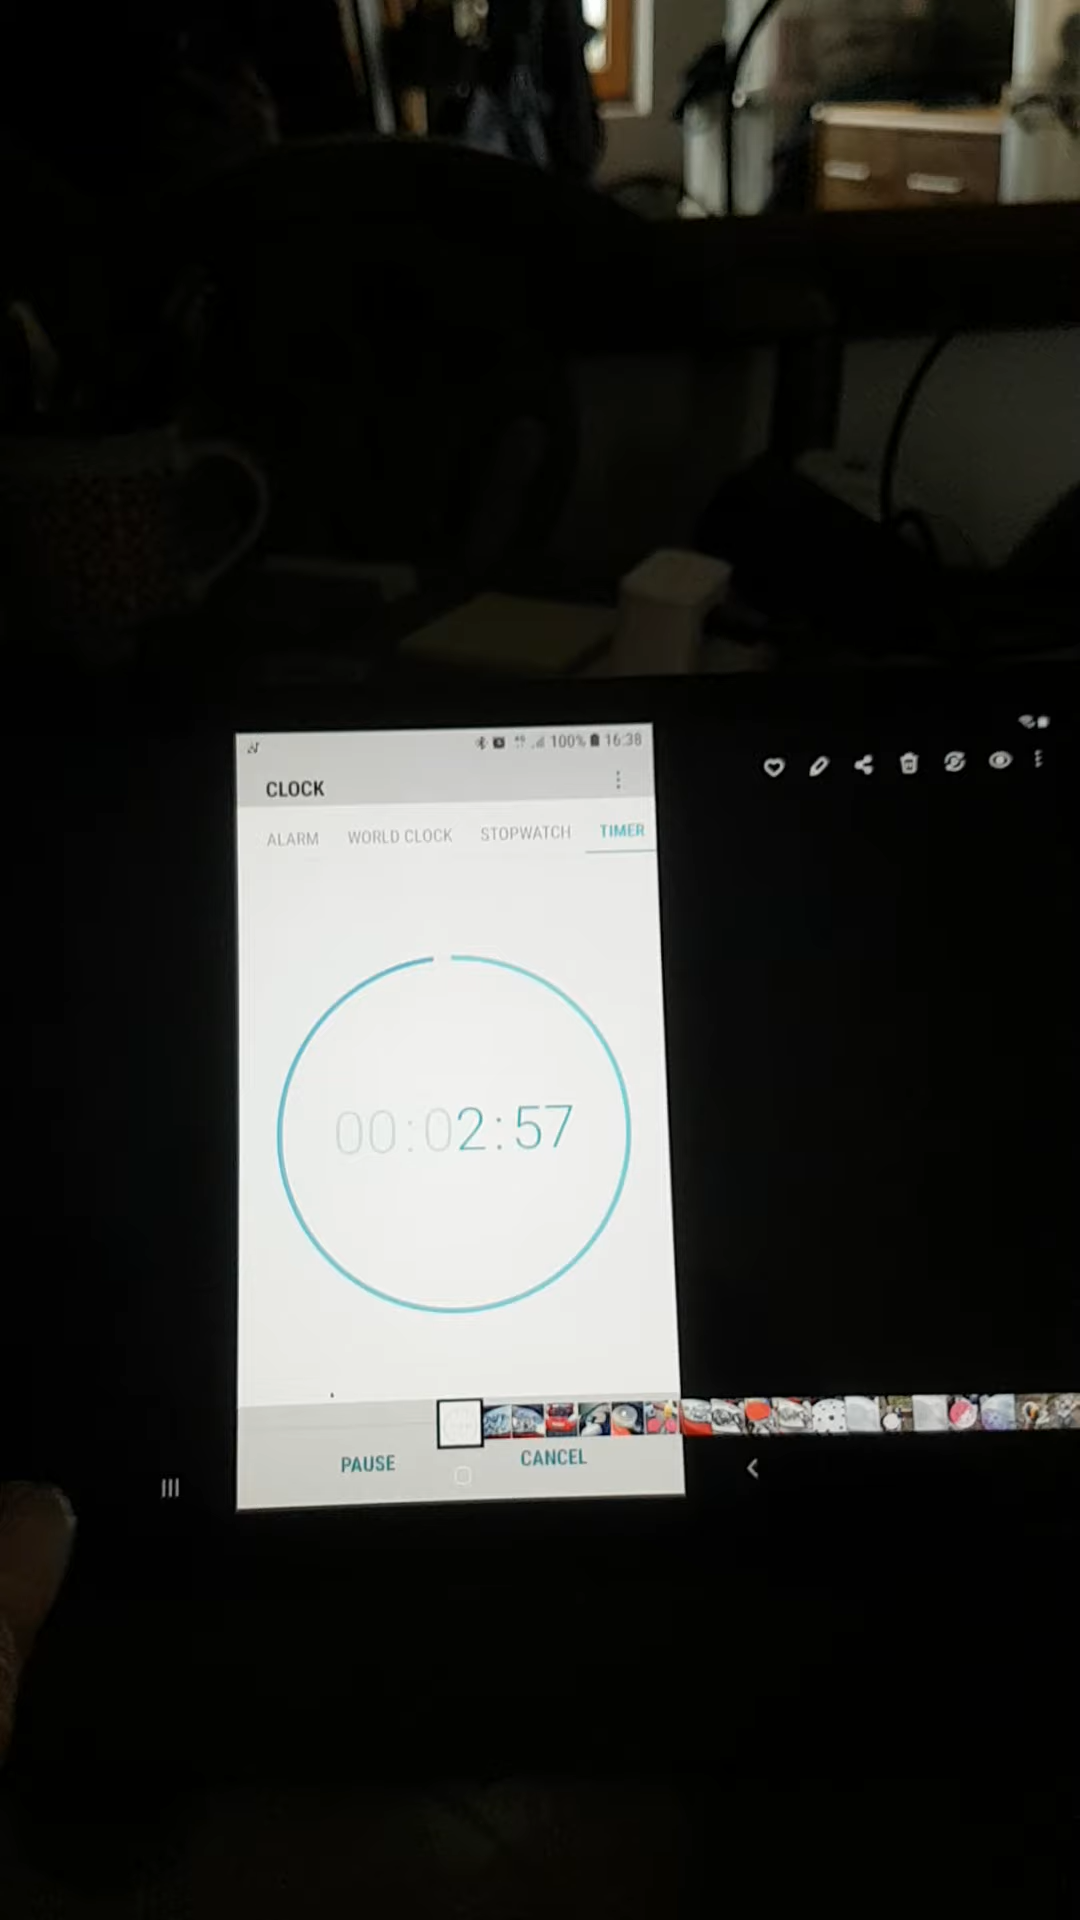 100% 16:38
CLOCK
ALARM WORLD CLOCK STOPWATCH TIMER
00:02:57
PAUSE CANCEL